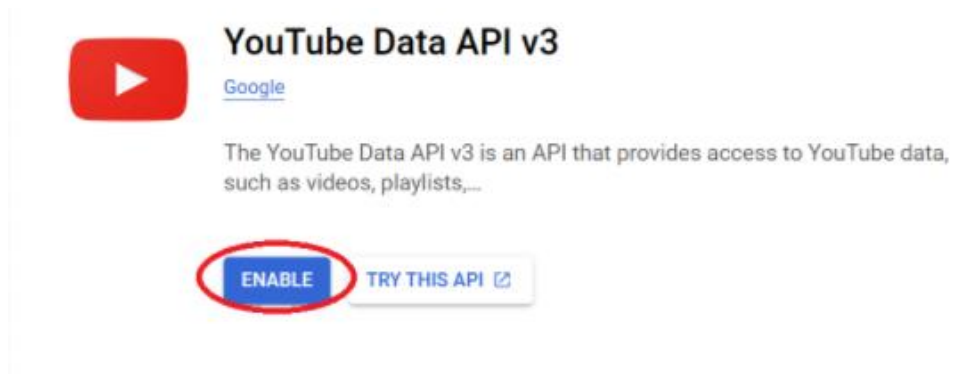 YouTube Data API v3
Google
The YouTube Data API v3 is an API that provides access to YouTube data,
such as videos, playlists,...
ENABLE TRY THIS API